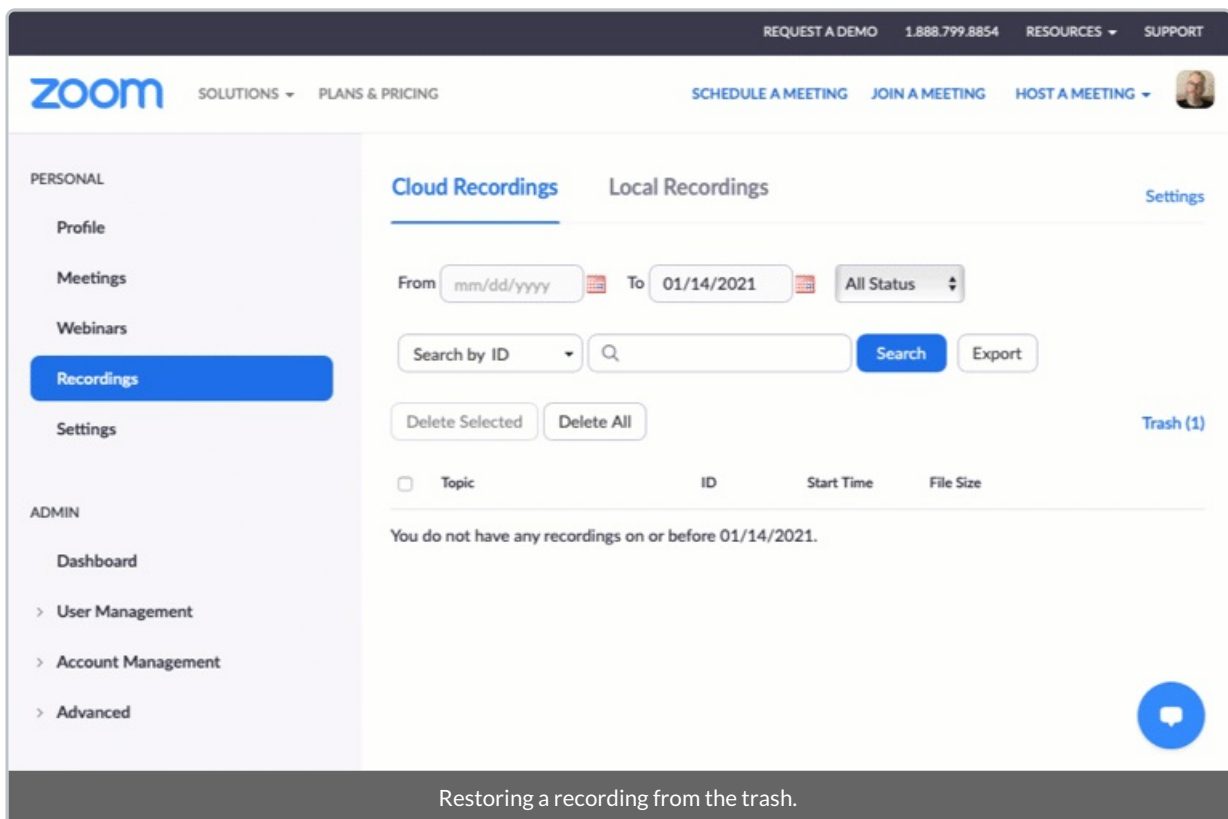 REQUEST A DEMO 1.888.799.8854 RESOURCES SUPPORT
zoom SOLUTIONS PLANS & PRICING SCHEDULE A MEETING JOIN A MEETING HOST A MEETING
PERSONAL
Profile
Meetings
Webinars
Recordings
Settings
ADMIN
Dashboard
User Management
Account Management
Advanced
Cloud Recordings Local Recordings Settings
From mm/dd/yyyy To 01/14/2021 All Status
Search by ID Search Export
Delete Selected Delete All Trash (1)
Topic ID Start Time File Size
You do not have any recordings on or before 01/14/2021.
Restoring a recording from the trash.